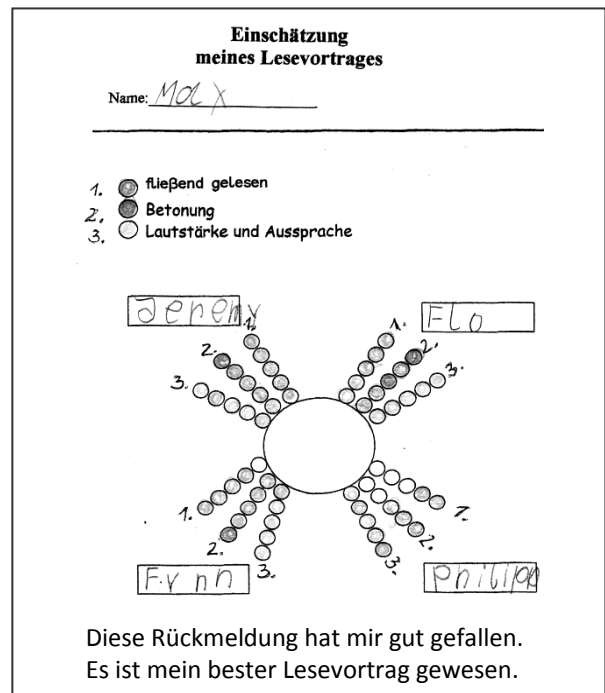 Einschätzung
meines Lesevortrages
Name: Max
1. fließend gelesen
2. Betonung
3. Lautstärke und Aussprache
Jeremy
Flo
1.
2.
3.
1.
2.
3.
1.
2.
3.
1.
2.
3.
Fynn
Philipp
Diese Rückmeldung hat mir gut gefallen.
Es ist mein bester Lesevortrag gewesen.